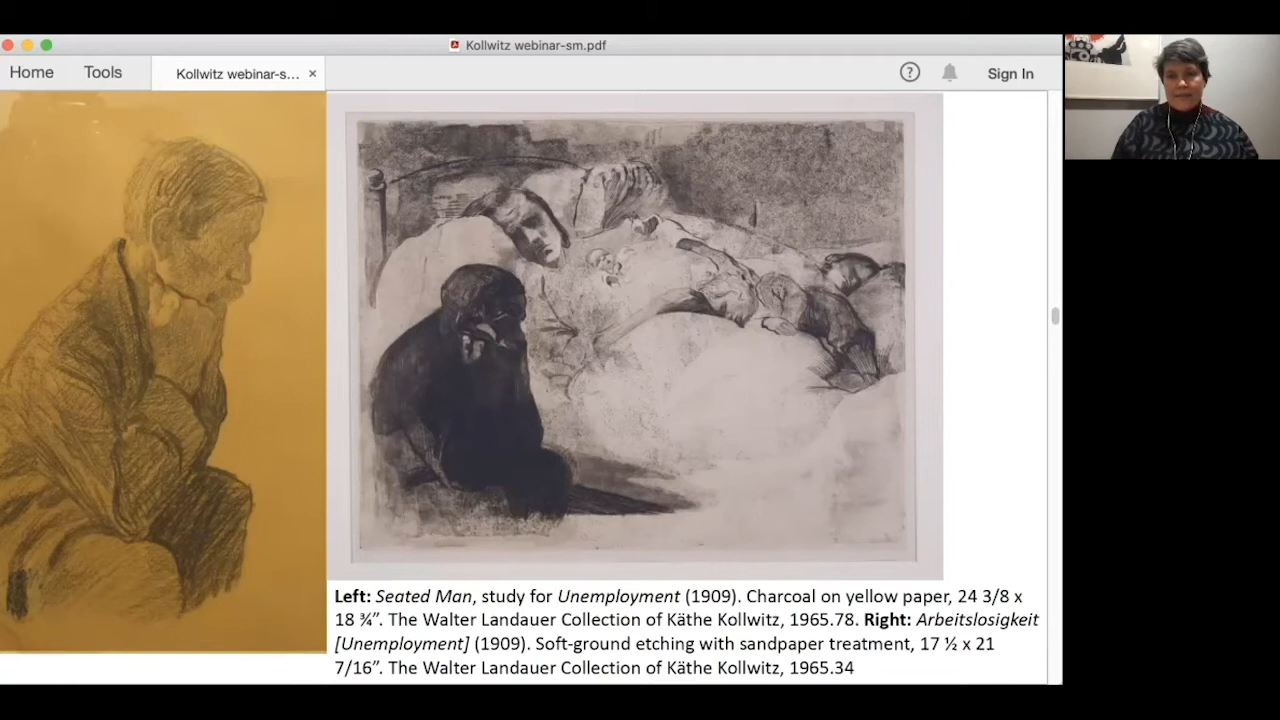 Kollwitz webinar-sm.pdf
Home Tools Kollwitz webinar-s... × Sign In
Left: Seated Man, study for Unemployment (1909). Charcoal on yellow paper, 24 3/8 x
18 ¾”. The Walter Landauer Collection of Käthe Kollwitz, 1965.78. Right: Arbeitslosigkeit
[Unemployment] (1909). Soft-ground etching with sandpaper treatment, 17 ½ x 21
7/16”. The Walter Landauer Collection of Käthe Kollwitz, 1965.34